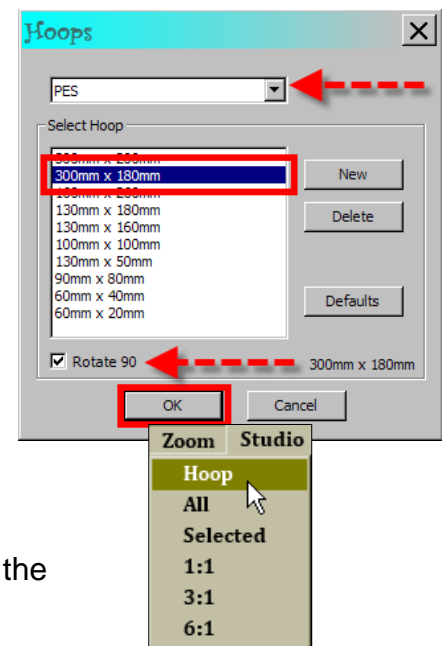 Hoops
PES
Select Hoop
300mm x 180mm
130mm x 180mm
130mm x 160mm
100mm x 100mm
130mm x 50mm
90mm x 80mm
60mm x 40mm
60mm x 20mm
New
Delete
Defaults
Rotate 90
300mm x 180mm
OK
Cancel
Zoom Studio
Hoop
All
Selected
1:1
3:1
6:1
the